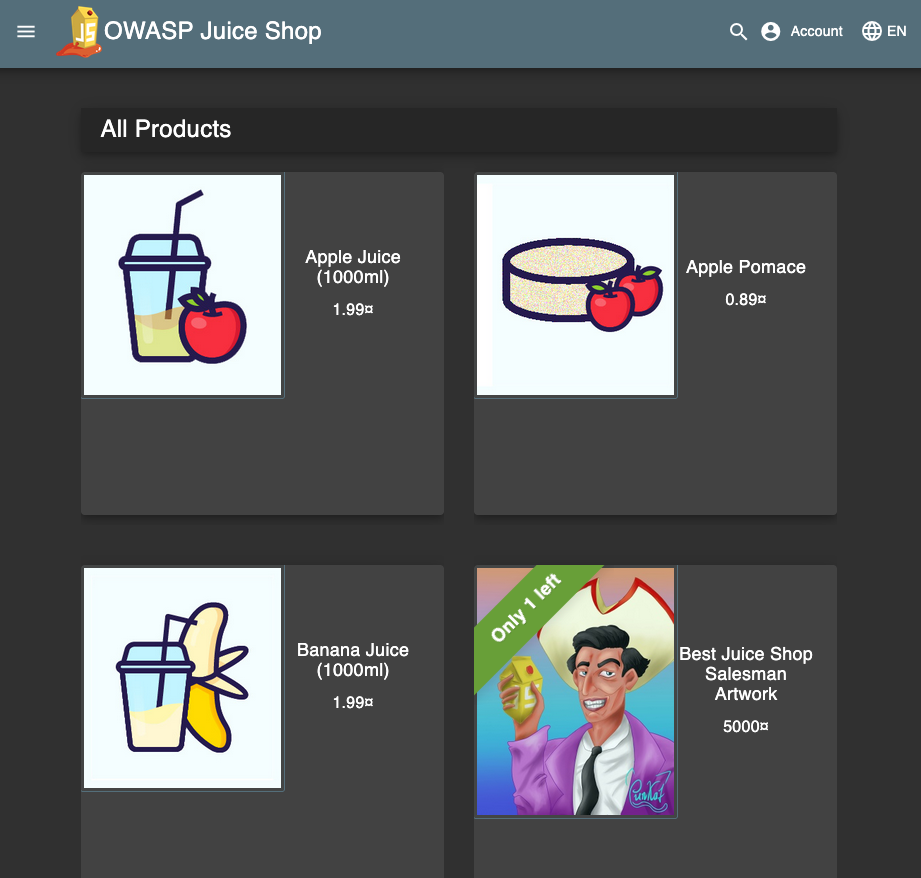 JS
OWASP Juice Shop
Account
EN
All Products
Apple Juice
(1000ml)
1.99¤
Apple Pomace
0.89¤
Banana Juice
(1000ml)
1.99¤
Only 1 left
Best Juice Shop
Salesman
Artwork
5000¤